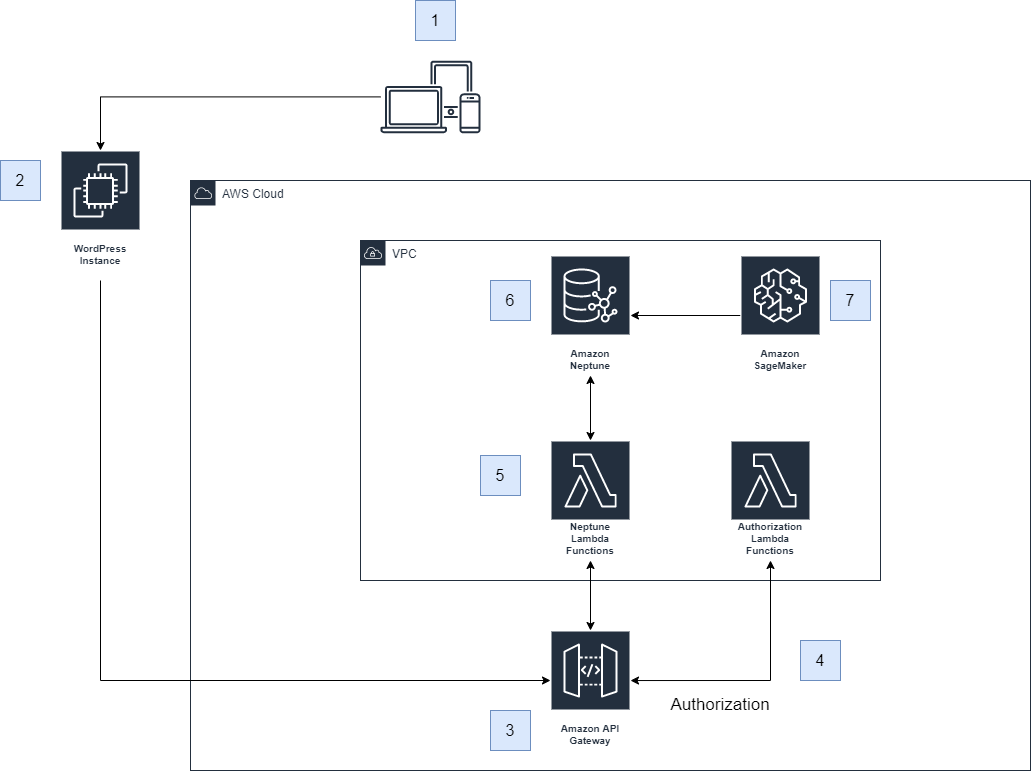 1
2
WordPress
Instance
AWS Cloud
VPC
6
Amazon
Neptune
7
Amazon
SageMaker
5
Neptune
Lambda
Functions
Authorization
Lambda
Functions
4
Authorization
3
Amazon API
Gateway